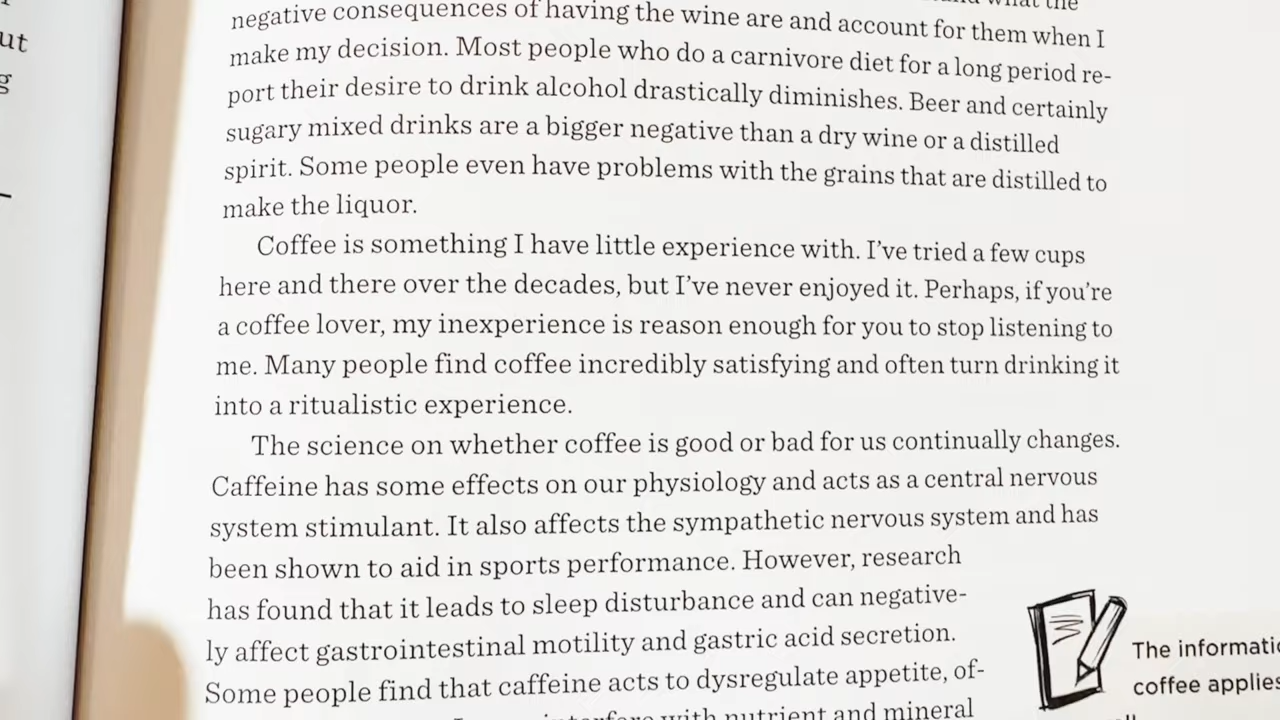 ut
g
what the
negative consequences of having the wine are and account for them when I
make my decision. Most people who do a carnivore diet for a long period re-
port their desire to drink alcohol drastically diminishes. Beer and certainly
sugary mixed drinks are a bigger negative than a dry wine or a distilled
spirit. Some people even have problems with the grains that are distilled to
make the liquor.
Coffee is something I have little experience with. I've tried a few cups
here and there over the decades, but I've never enjoyed it. Perhaps, if you're
a coffee lover, my inexperience is reason enough for you to stop listening to
me. Many people find coffee incredibly satisfying and often turn drinking it
into a ritualistic experience.
The science on whether coffee is good or bad for us continually changes.
Caffeine has some effects on our physiology and acts as a central nervous
system stimulant. It also affects the sympathetic nervous system and has
been shown to aid in sports performance. However, research
has found that it leads to sleep disturbance and can negative-
ly affect gastrointestinal motility and gastric acid secretion.
Some people find that caffeine acts to dysregulate appetite, of-
with nutrient and mineral
The informatio
coffee applies